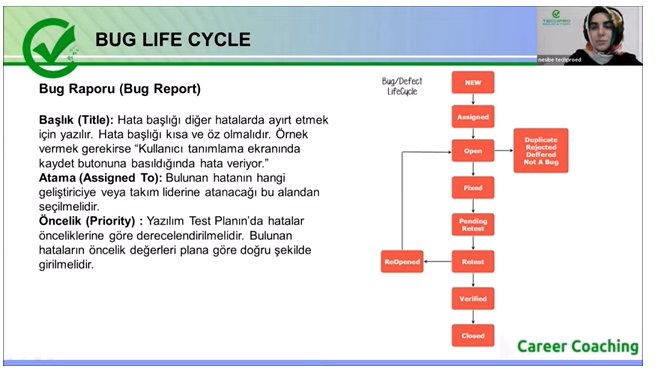 BUG LIFE CYCLE
TECHPRO
nesibe techproed
Bug Raporu (Bug Report)
Başlık (Title): Hata başlığı diğer hatalarda ayırt etmek
için yazılır. Hata başlığı kısa ve öz olmalıdır. Örnek
vermek gerekirse “Kullanıcı tanımlama ekranında
kaydet butonuna basıldığında hata veriyor.”
Atama (Assigned To): Bulunan hatanın hangi
geliştiriciye veya takım liderine atanacağı bu alandan
seçilmelidir.
Öncelik (Priority) : Yazılım Test Planın’da hatalar
önceliklerine göre derecelendirilmelidir. Bulunan
hataların öncelik değerleri plana göre doğru şekilde
girilmelidir.
Bug/Defect
LifeCycle
NEW
Assigned
Open
Duplicate
Rejected
Deffered
Not A Bug
Fixed
Pending
Retest
ReOpened
Retest
Verified
Closed
Career Coaching